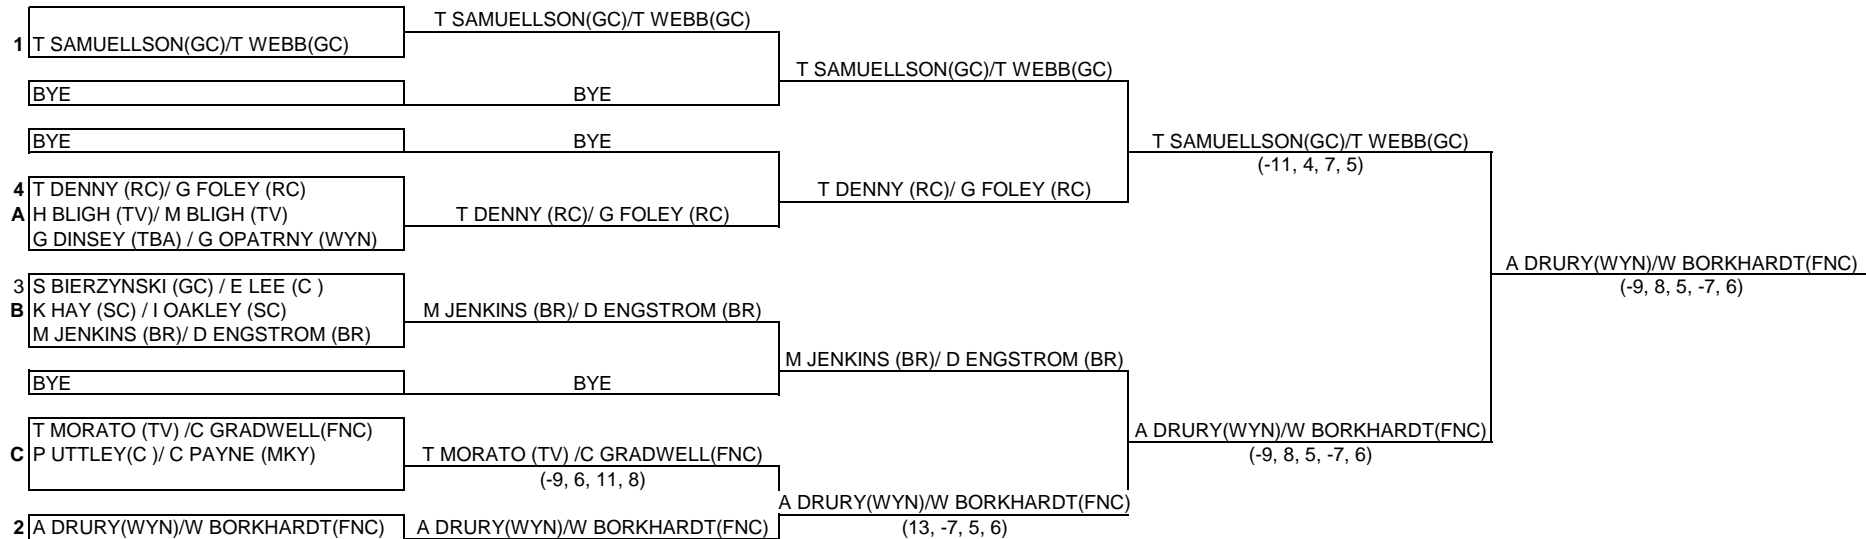 T SAMUELLSON(GC)/T WEBB(GC)
1 T SAMUELLSON(GC)/T WEBB(GC)
T SAMUELLSON(GC)/T WEBB(GC)
BYE BYE
BYE BYE T SAMUELLSON(GC)/T WEBB(GC)
(-11, 4, 7, 5)
4 T DENNY (RC)/ G FOLEY (RC) T DENNY (RC)/ G FOLEY (RC)
A H BLIGH (TV)/ M BLIGH (TV) T DENNY (RC)/ G FOLEY (RC)
G DINSEY (TBA) / G OPATRNY (WYN)
A DRURY(WYN)/W BORKHARDT(FNC)
3 S BIERZYNSKI (GC) / E LEE (C ) (-9, 8, 5, -7, 6)
B K HAY (SC) / I OAKLEY (SC) M JENKINS (BR)/ D ENGSTROM (BR)
M JENKINS (BR)/ D ENGSTROM (BR)
M JENKINS (BR)/ D ENGSTROM (BR)
BYE BYE
T MORATO (TV) /C GRADWELL(FNC) A DRURY(WYN)/W BORKHARDT(FNC)
C P UTTLEY(C )/ C PAYNE (MKY) T MORATO (TV) /C GRADWELL(FNC) (-9, 8, 5, -7, 6)
(-9, 6, 11, 8)
A DRURY(WYN)/W BORKHARDT(FNC)
2 A DRURY(WYN)/W BORKHARDT(FNC) A DRURY(WYN)/W BORKHARDT(FNC) (13, -7, 5, 6)